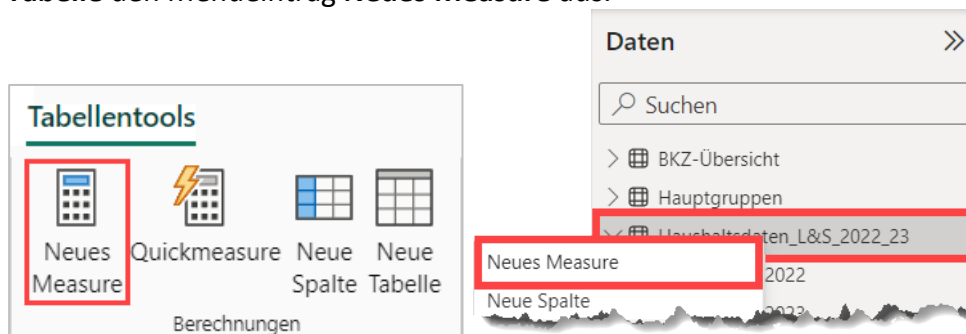 Tabelle den Menüeintrag Neues Measure aus.
Tabellentools
Neues Measure
Quickmeasure
Neue Spalte
Neue Tabelle
Berechnungen
Daten
Suchen
BKZ-Übersicht
Hauptgruppen
Haushaltsdaten_L&S_2022_23
2022
2023
Neues Measure
Neue Spalte